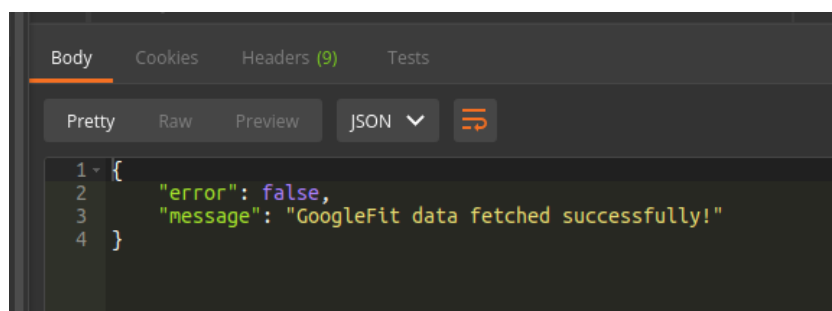 Body Cookies Headers (9) Tests
Pretty Raw Preview JSON
1 {
2 "error": false,
3 "message": "GoogleFit data fetched successfully!"
4 }